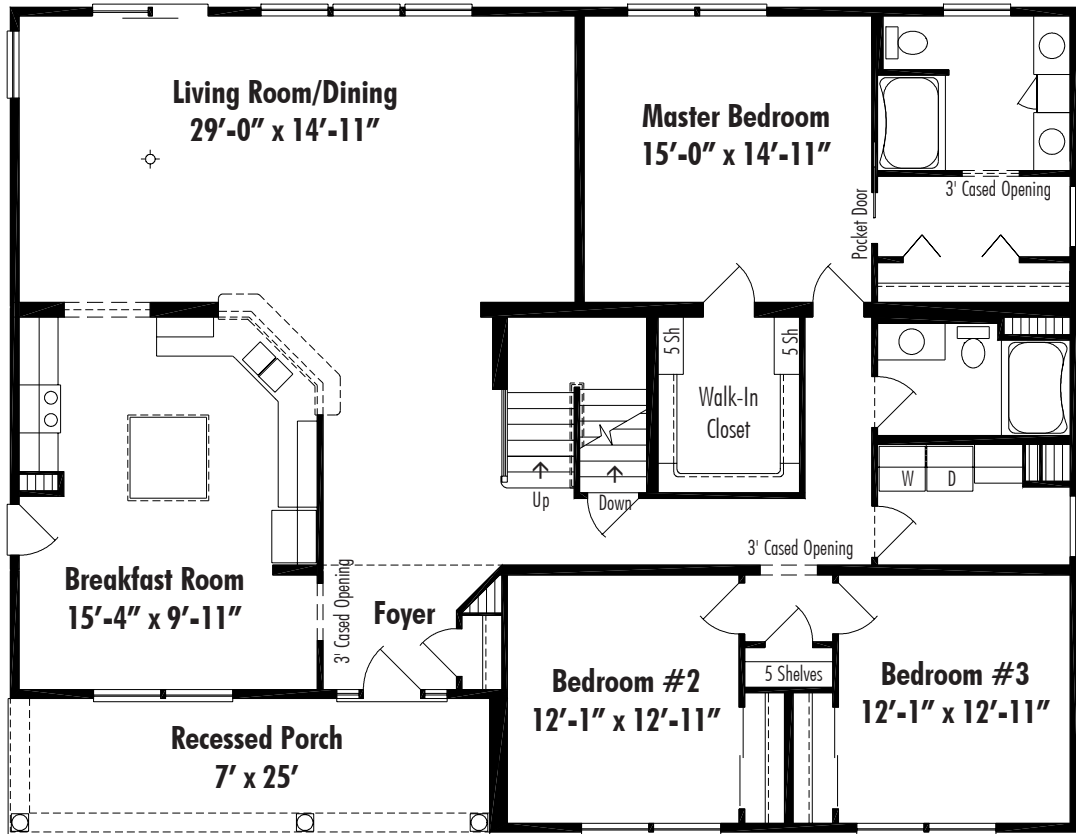 Living Room/Dining
29'-0" x 14'-11"
Master Bedroom
15'-0" x 14'-11"
3' Cased Opening
Pocket Door
5 Sh
5 Sh
Walk-In
Closet
Up
Down
W
D
3' Cased Opening
Breakfast Room
15'-4" x 9'-11"
3' Cased Opening
Foyer
Bedroom #2
12'-1" x 12'-11"
5 Shelves
Bedroom #3
12'-1" x 12'-11"
Recessed Porch
7' x 25'